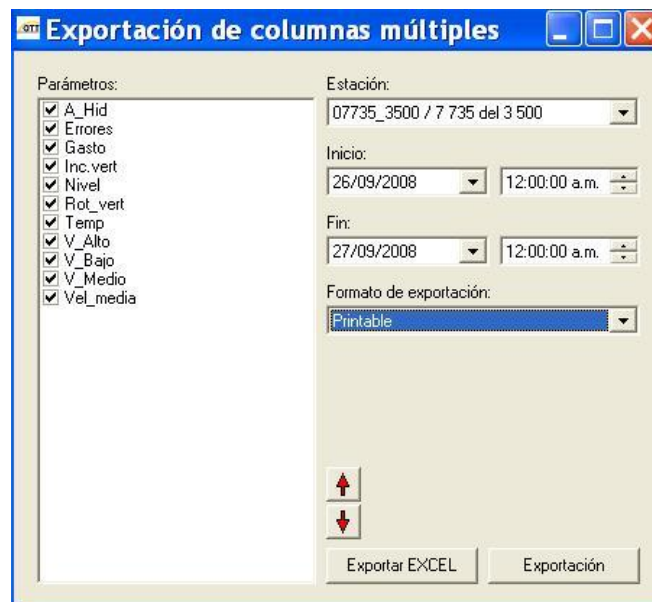 OTT Exportación de columnas múltiples
Parámetros:
A_Hid
Errores
Gasto
Inc.vert
Nivel
Rot_vert
Temp
V_Alto
V_Bajo
V_Medio
Vel_media
Estación:
07735_3500 / 7 735 del 3 500
Inicio:
26/09/2008 12:00:00 a.m.
Fin:
27/09/2008 12:00:00 a.m.
Formato de exportación:
Printable
Exportar EXCEL Exportación